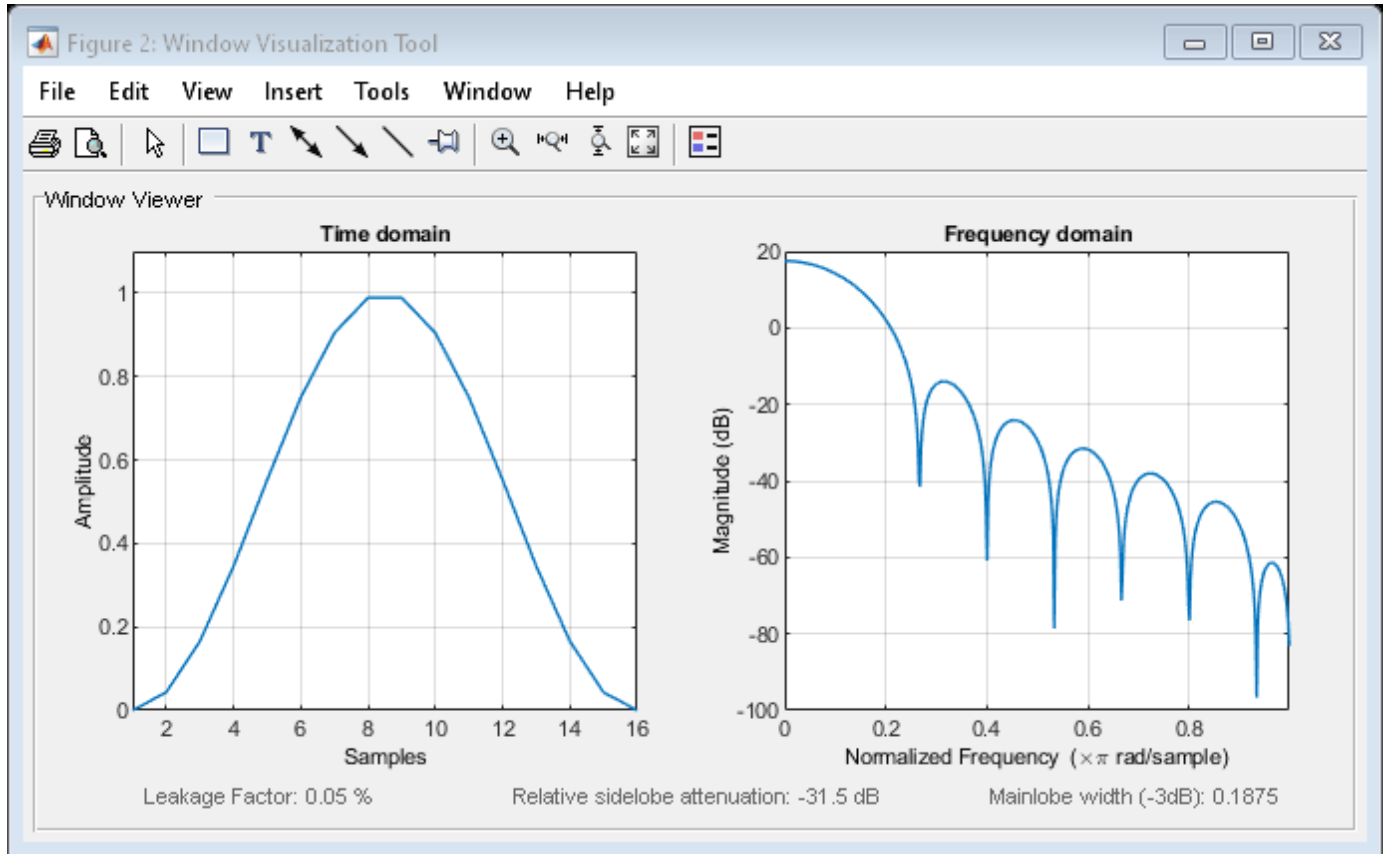 Figure 2: Window Visualization Tool
File Edit View Insert Tools Window Help
T
Window Viewer
Time domain
1
0.8
0.6
0.4
0.2
0
Amplitude
2 4 6 8 10 12 14 16
Samples
Frequency domain
20
0
-20
-40
-60
-80
-100
Magnitude (dB)
0 0.2 0.4 0.6 0.8
Normalized Frequency (×π rad/sample)
Leakage Factor: 0.05 % Relative sidelobe attenuation: -31.5 dB Mainlobe width (-3dB): 0.1875